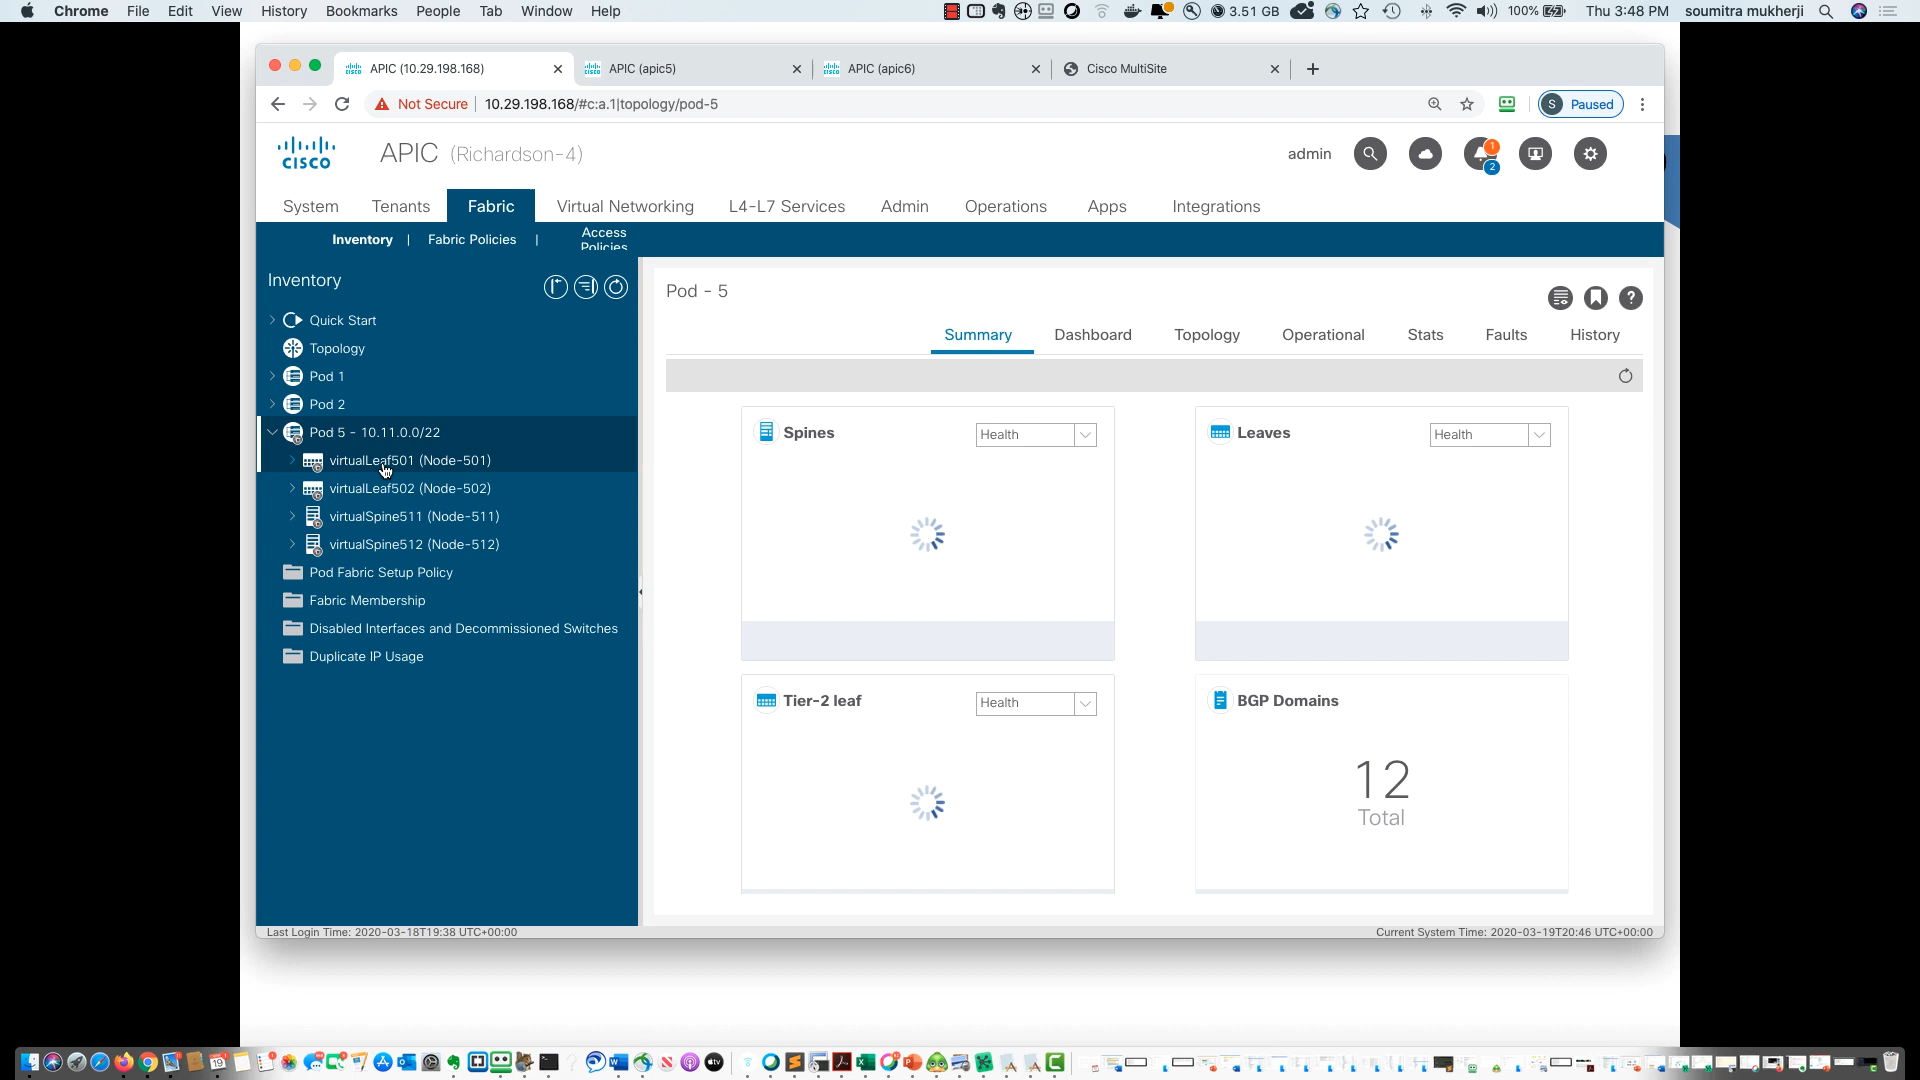 Chrome File Edit View History Bookmarks People Tab Window Help 3.51 GB 100% Thu 3:48 PM soumitra mukherji
APIC (10.29.198.168) APIC (apic5) APIC (apic6) Cisco MultiSite
Not Secure 10.29.198.168/#c:a.1|topology/pod-5 S Paused
cisco APIC (Richardson-4) admin 1 2
System Tenants Fabric Virtual Networking L4-L7 Services Admin Operations Apps Integrations
Inventory | Fabric Policies | Access Policies
Inventory
Quick Start
Topology
Pod 1
Pod 2
Pod 5 - 10.11.0.0/22
virtualLeaf501 (Node-501)
virtualLeaf502 (Node-502)
virtualSpine511 (Node-511)
virtualSpine512 (Node-512)
Pod Fabric Setup Policy
Fabric Membership
Disabled Interfaces and Decommissioned Switches
Duplicate IP Usage
Pod - 5
Summary Dashboard Topology Operational Stats Faults History
Spines Health
Leaves Health
Tier-2 leaf Health
BGP Domains
12
Total
Last Login Time: 2020-03-18T19:38 UTC+00:00
Current System Time: 2020-03-19T20:46 UTC+00:00